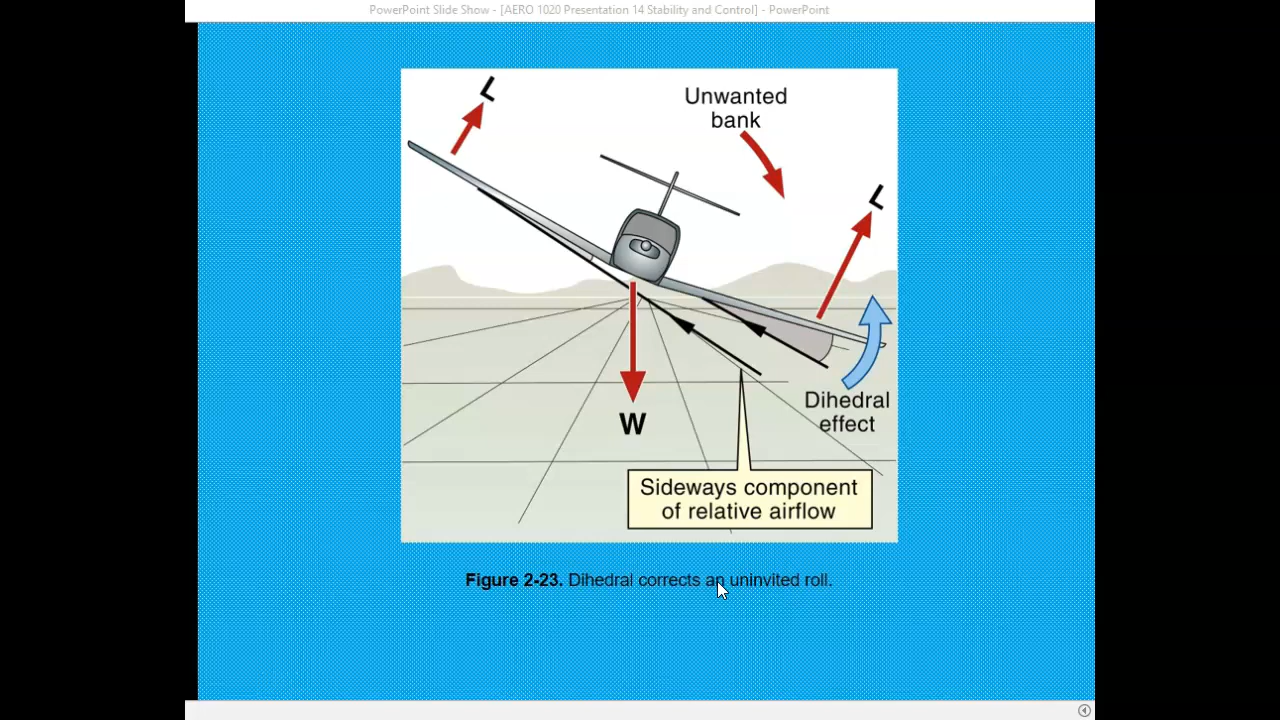 PowerPoint Slide Show - [AERO 1020 Presentation 14 Stability and Control] - PowerPoint
L
Unwanted
bank
L
W
Dihedral
effect
Sideways component
of relative airflow
Figure 2-23. Dihedral corrects an uninvited roll.